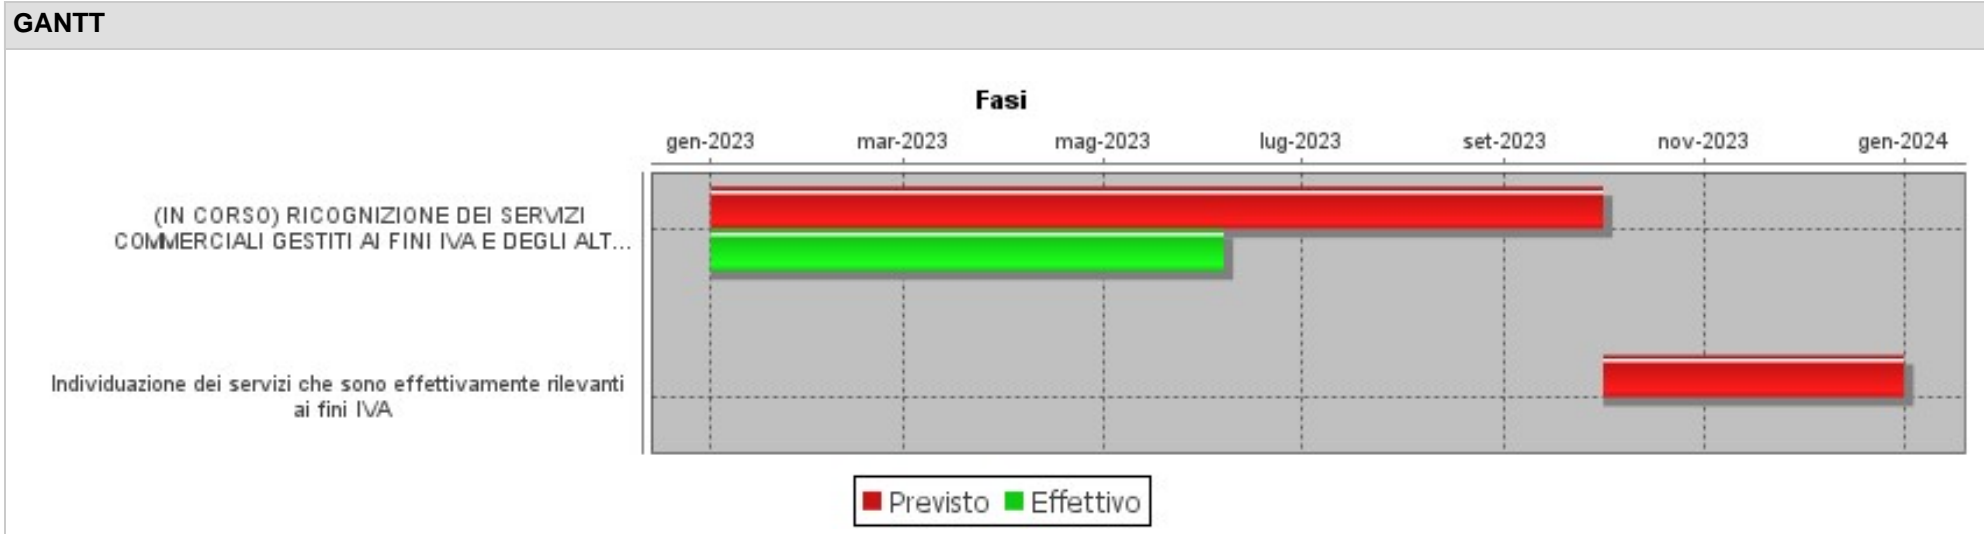 GANTT
Fasi
gen-2023 mar-2023 mag-2023 lug-2023 set-2023 nov-2023 gen-2024
(IN CORSO) RICOGNIZIONE DEI SERVIZI
COMMERCIALI GESTITI AI FINI IVA E DEGLI ALT...
Individuazione dei servizi che sono effettivamente rilevanti
ai fini IVA
Previsto Effettivo